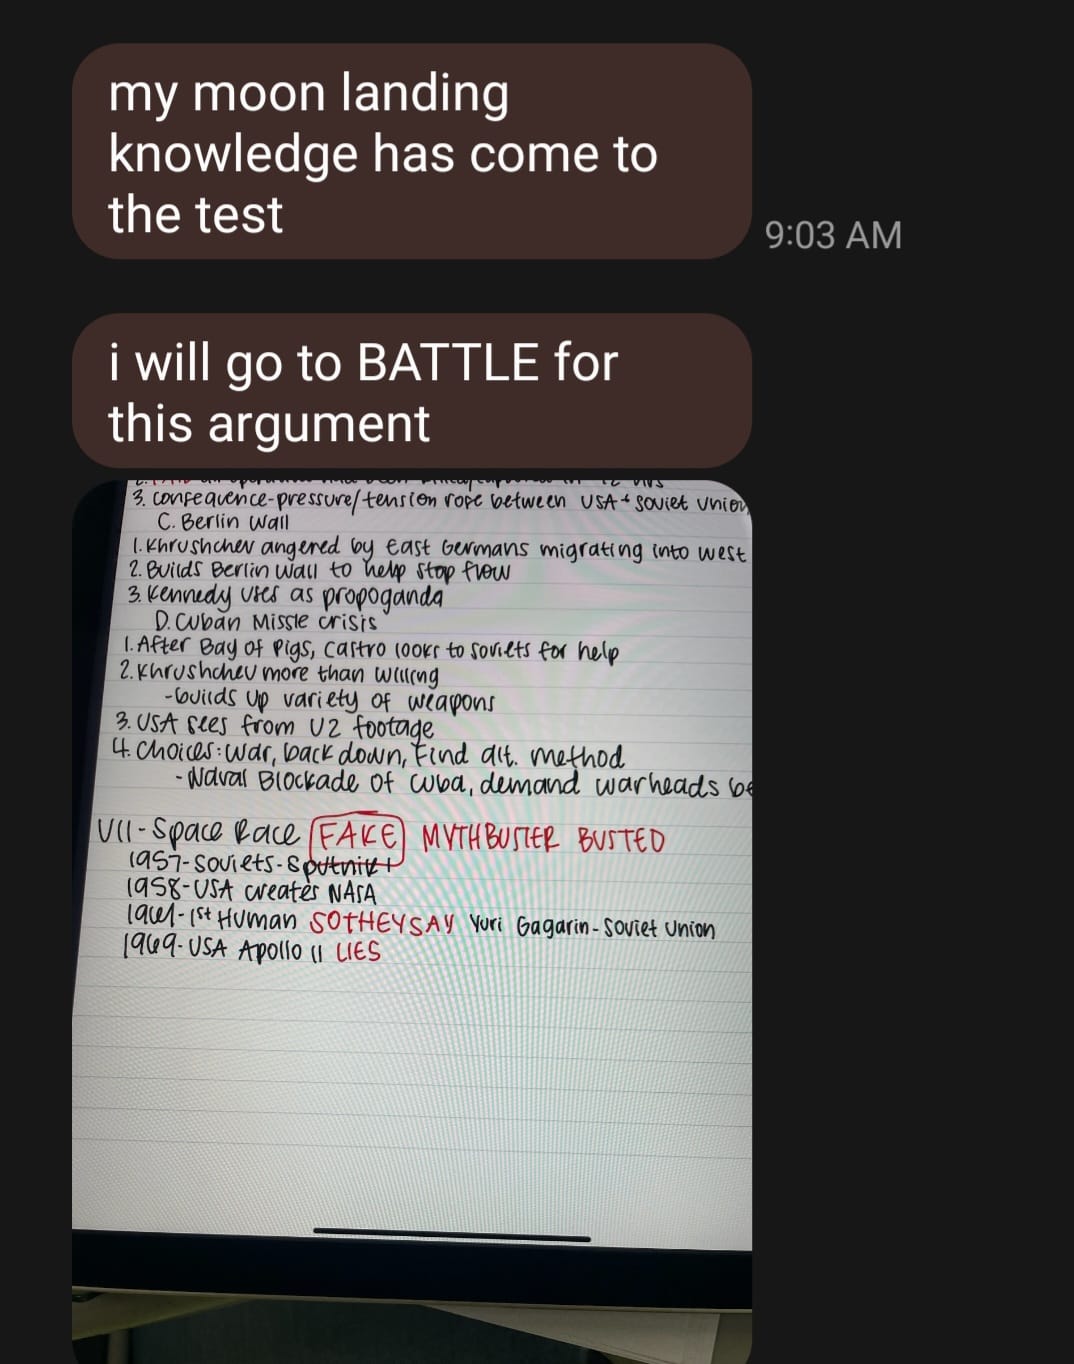 my moon landing
knowledge has come to
the test
9:03 AM
i will go to BATTLE for
this argument
3. consequence-pressure/tension rose between USA + Soviet Union
C. Berlin Wall
1. Khrushchev angered by East Germans migrating into West
2. Builds Berlin Wall to help stop flow
3. Kennedy uses as propoganda
D. Cuban Missle crisis
1. After Bay of Pigs, Castro looks to soviets for help
2. Khrushchev more than willing
-builds up variety of weapons
3. USA sees from U2 footage
4. Choices: war, back down, find alt. method
- Naval Blockade of Cuba, demand warheads be
VII - Space Race FAKE MYTHBUSTER BUSTED
1957-Soviets-Sputnik 1
1958-USA creates NASA
1961-1st Human SOTHEYSAY Yuri Gagarin-Soviet Union
1969-USA Apollo 11 LIES